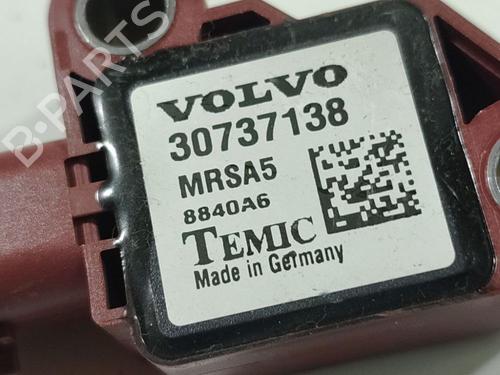 B-PARTS
VOLVO
30737138
MRSA5
8840A6
TEMIC
Made in Germany